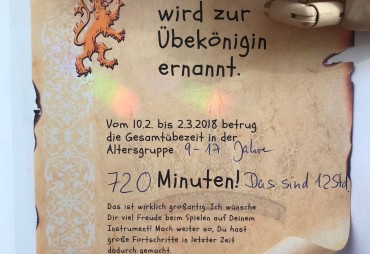 wird zur
Übekönigin
ernannt.
Vom 10.2. bis 2.3.2018 betrug
die Gesamtübezeit in der
Altersgruppe 9-17 Jahre
720 Minuten! Das sind 12Std
Das ist wirklich großartig. Ich wünsche
Dir viel Freude beim Spielen auf Deinem
Instrument! Mach weiter so, Du hast
große Fortschritte in letzter Zeit
dadurch gemacht.